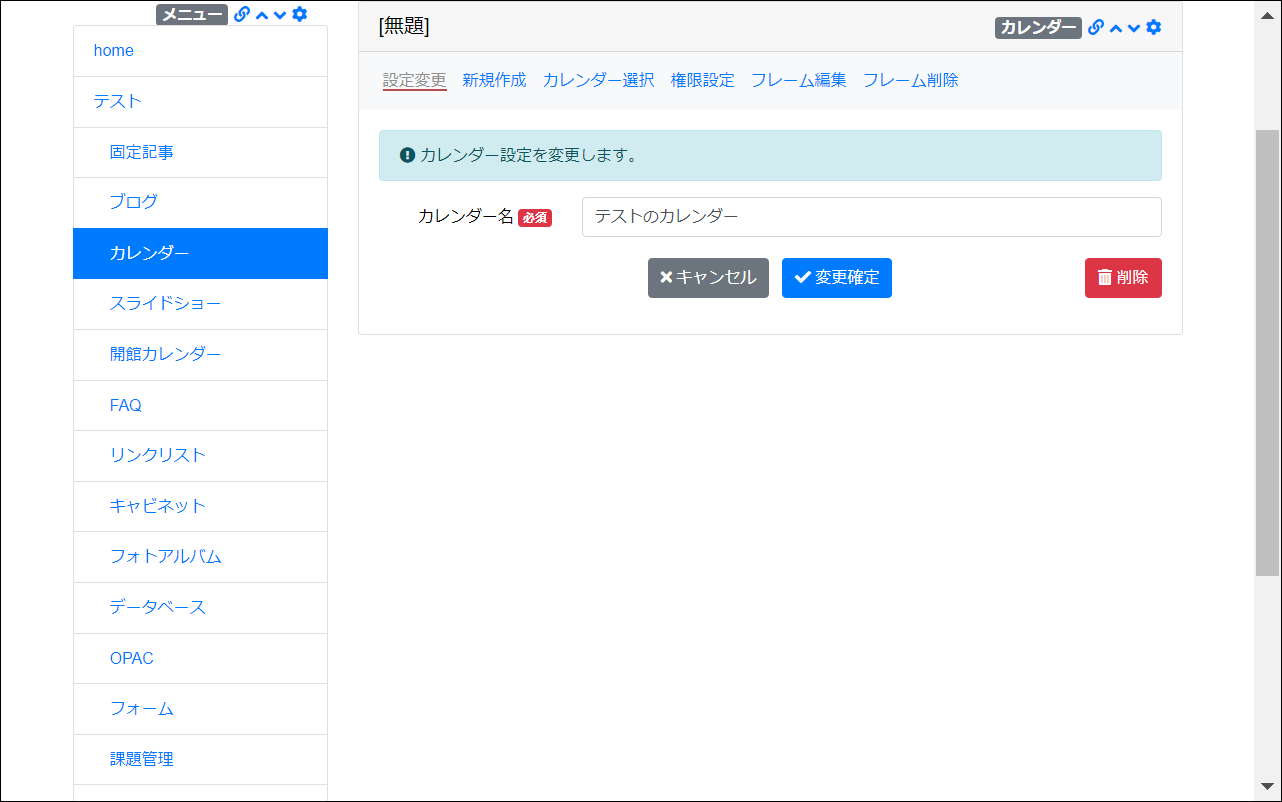 メニュー
home
テスト
固定記事
ブログ
カレンダー
スライドショー
開館カレンダー
FAQ
リンクリスト
キャビネット
フォトアルバム
データベース
OPAC
フォーム
課題管理
[無題]
カレンダー
設定変更 新規作成 カレンダー選択 権限設定 フレーム編集 フレーム削除
カレンダー設定を変更します。
カレンダー名 必須 テストのカレンダー
キャンセル 変更確定 削除